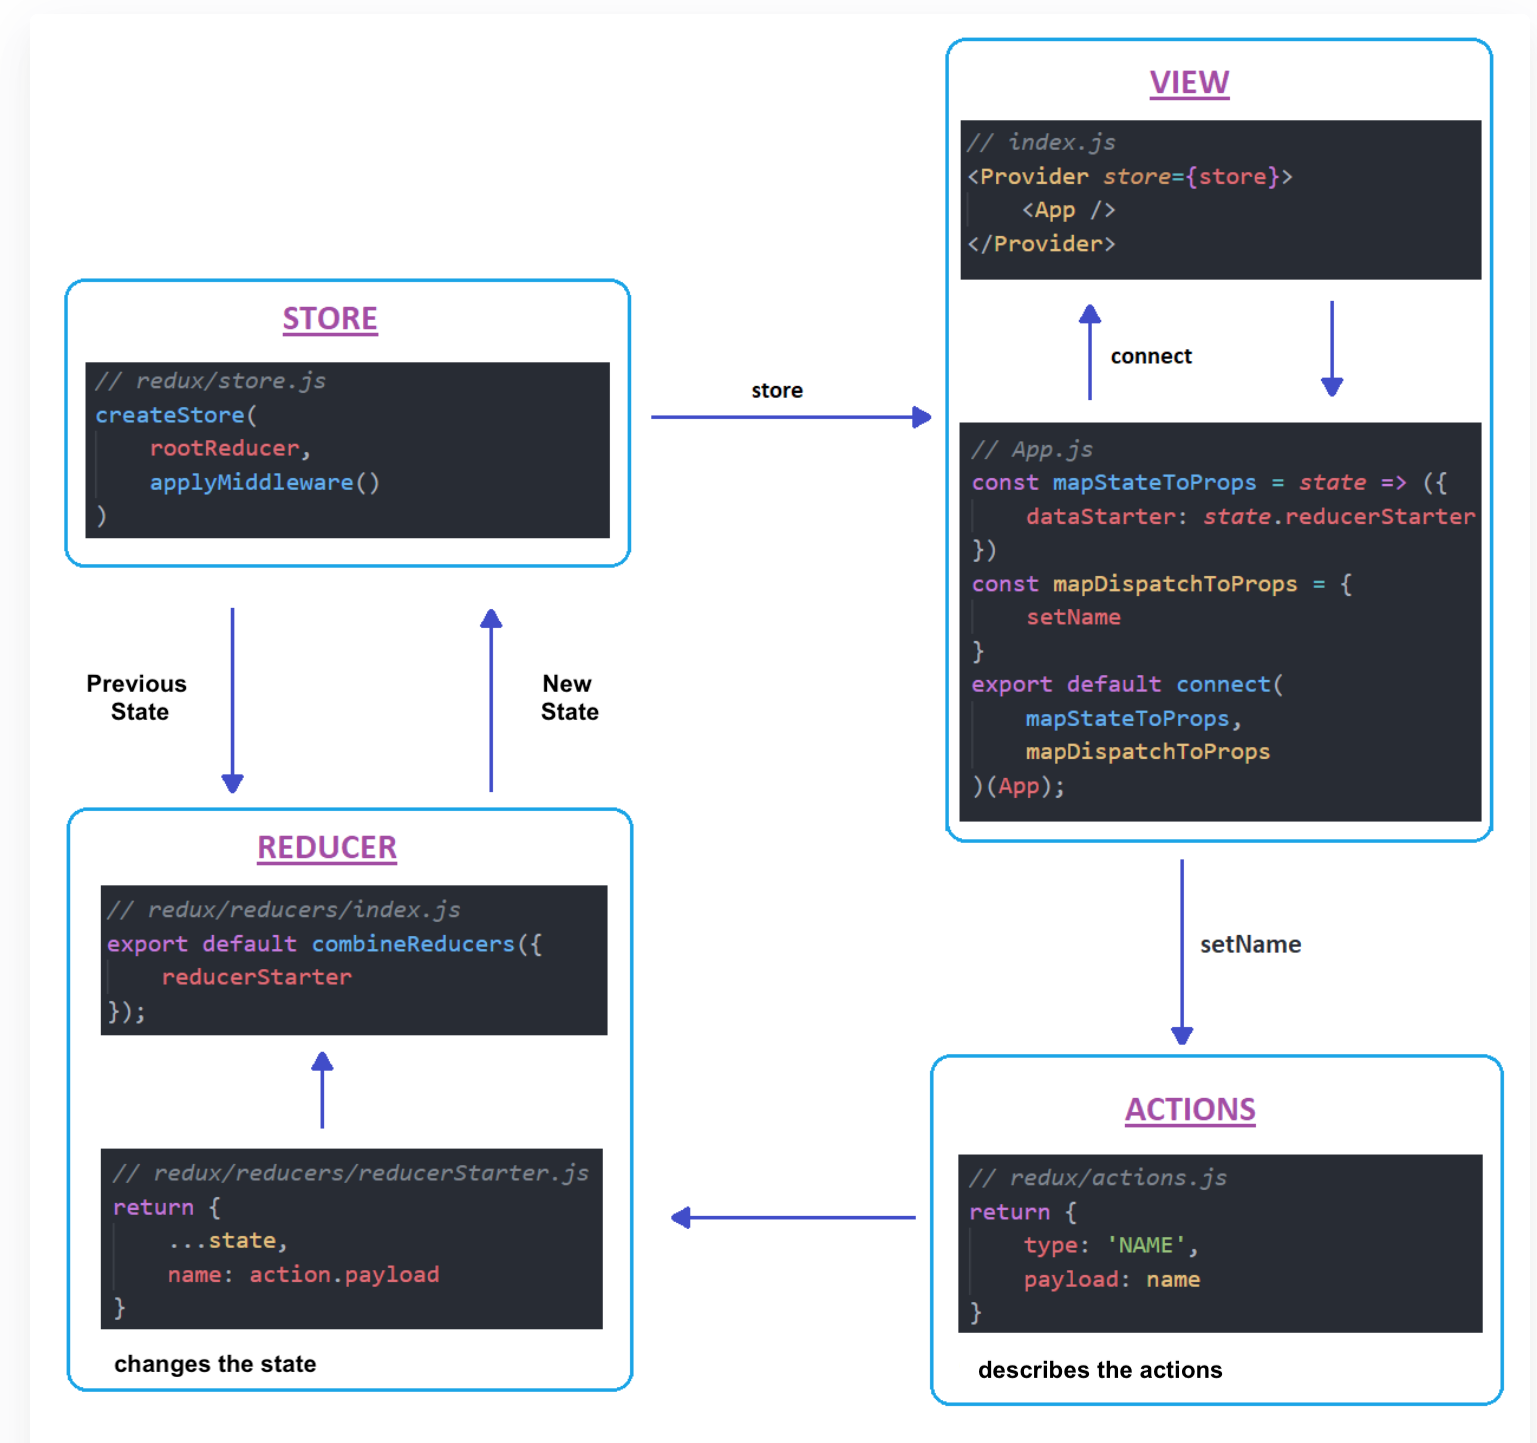 VIEW
// index.js
<Provider store={store}>
    <App />
</Provider>
connect
// App.js
const mapStateToProps = state => ({
    dataStarter: state.reducerStarter
})
const mapDispatchToProps = {
    setName
}
export default connect(
    mapStateToProps,
    mapDispatchToProps
)(App);
STORE
// redux/store.js
createStore(
    rootReducer,
    applyMiddleware()
)
store
Previous
State
New
State
REDUCER
// redux/reducers/index.js
export default combineReducers({
    reducerStarter
});
// redux/reducers/reducerStarter.js
return {
    ...state,
    name: action.payload
}
changes the state
setName
ACTIONS
// redux/actions.js
return {
    type: 'NAME',
    payload: name
}
describes the actions